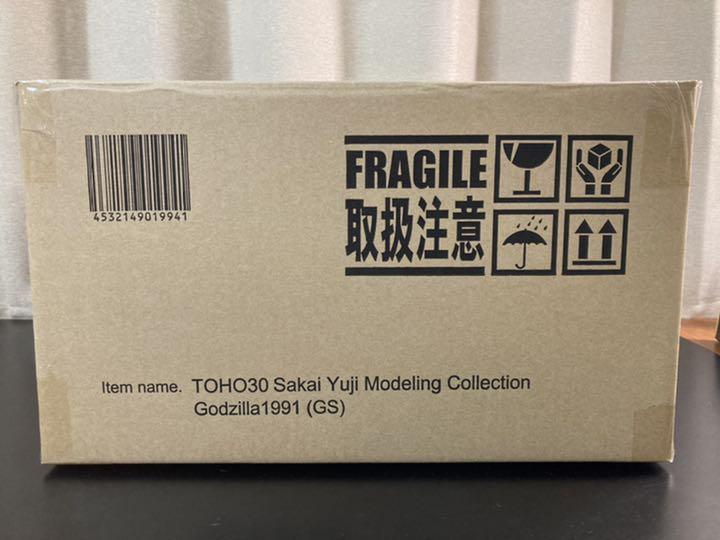 4532149019941
FRAGILE
取扱注意
Item name. TOHO30 Sakai Yuji Modeling Collection
Godzilla1991 (GS)